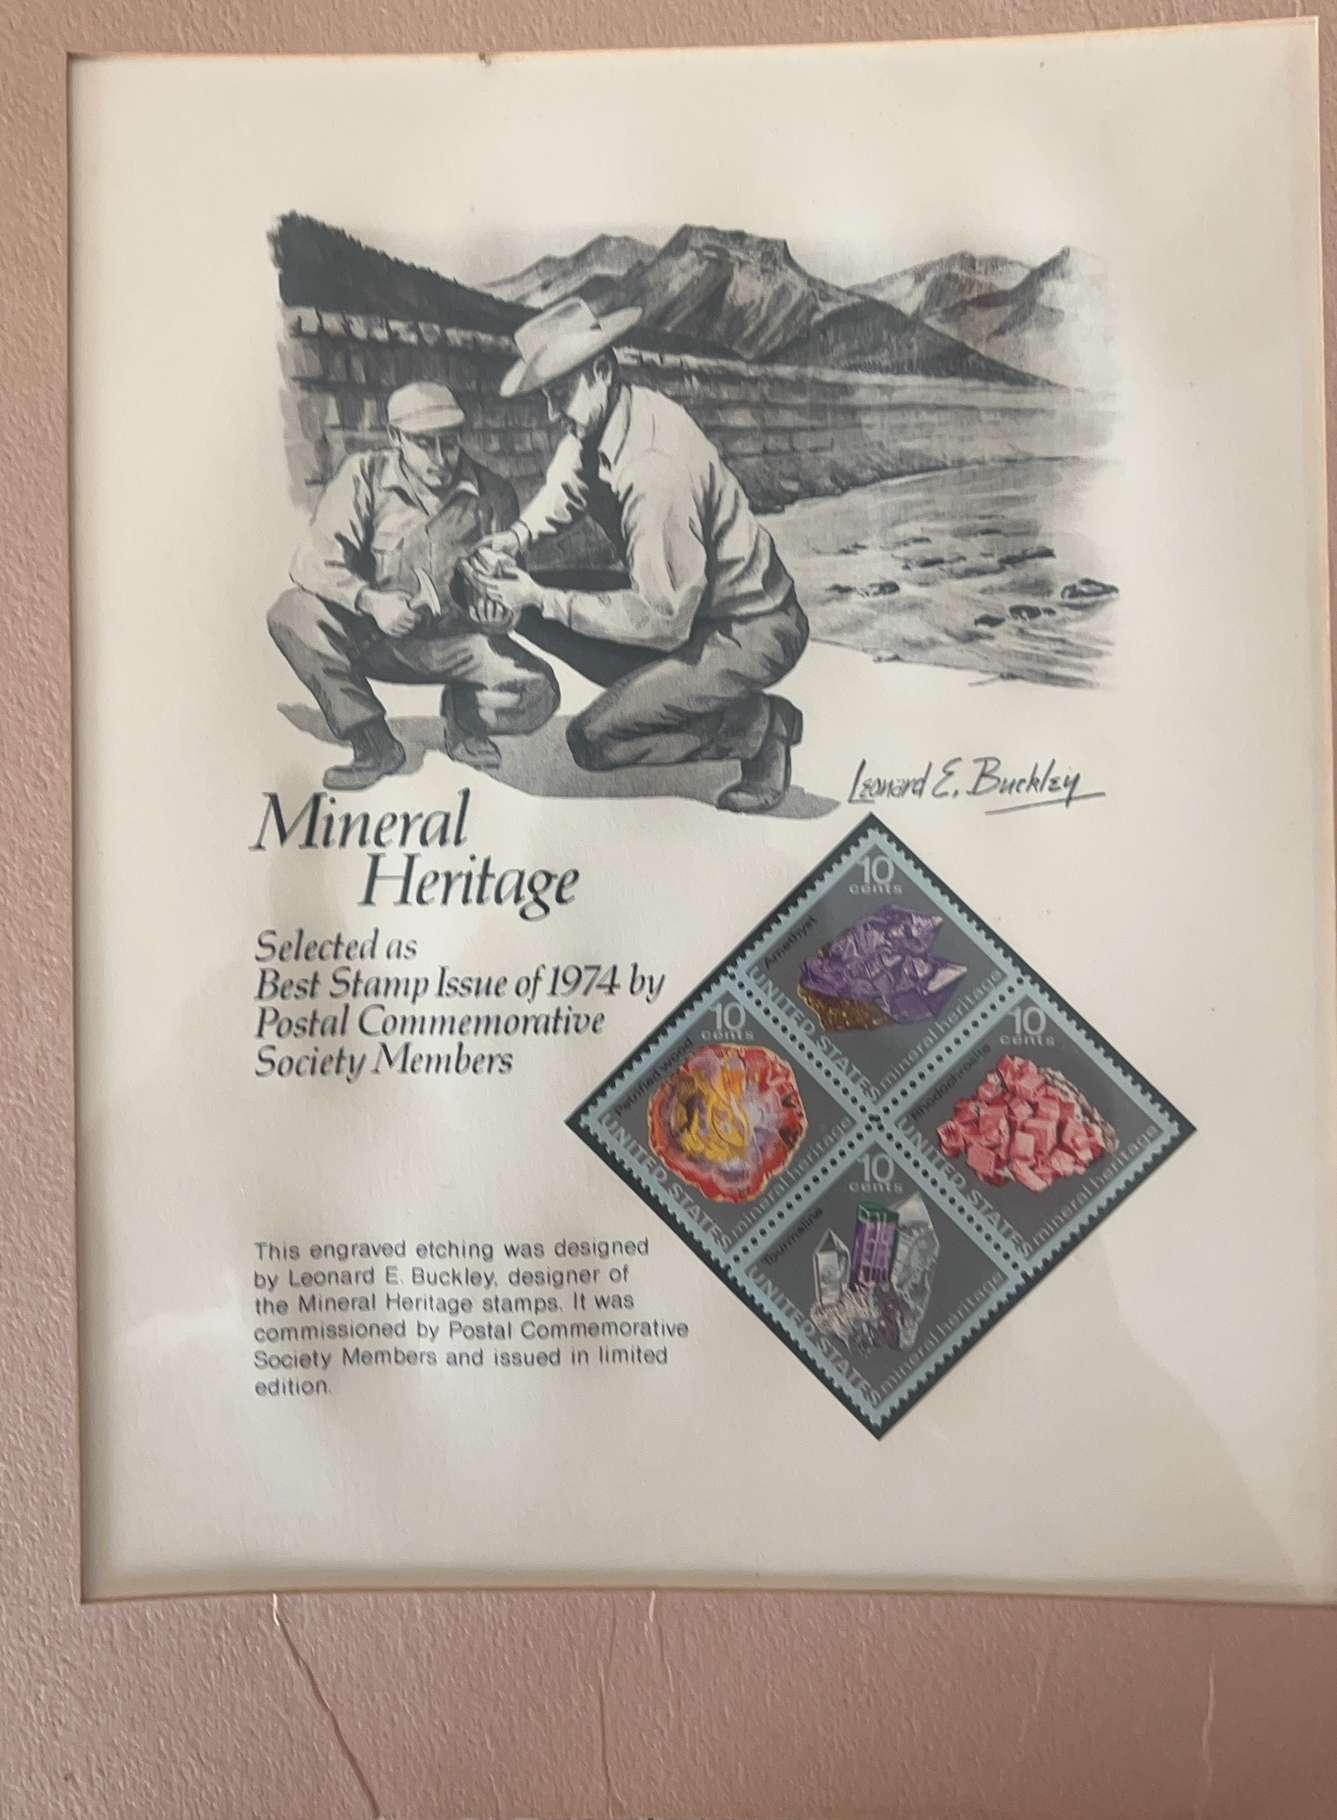 Leonard E. Buckley
Mineral
Heritage
Selected as
Best Stamp Issue of 1974 by
Postal Commemorative
Society Members
10
cents
Amethyst
UNITED STATES
mineral heritage
10
cents
Petrified wood
UNITED STATES
mineral heritage
10
cents
Rhodochrosite
UNITED STATES
mineral heritage
10
cents
Tourmaline
UNITED STATES
mineral heritage
This engraved etching was designed
by Leonard E. Buckley, designer of
the Mineral Heritage stamps. It was
commissioned by Postal Commemorative
Society Members and issued in limited
edition.